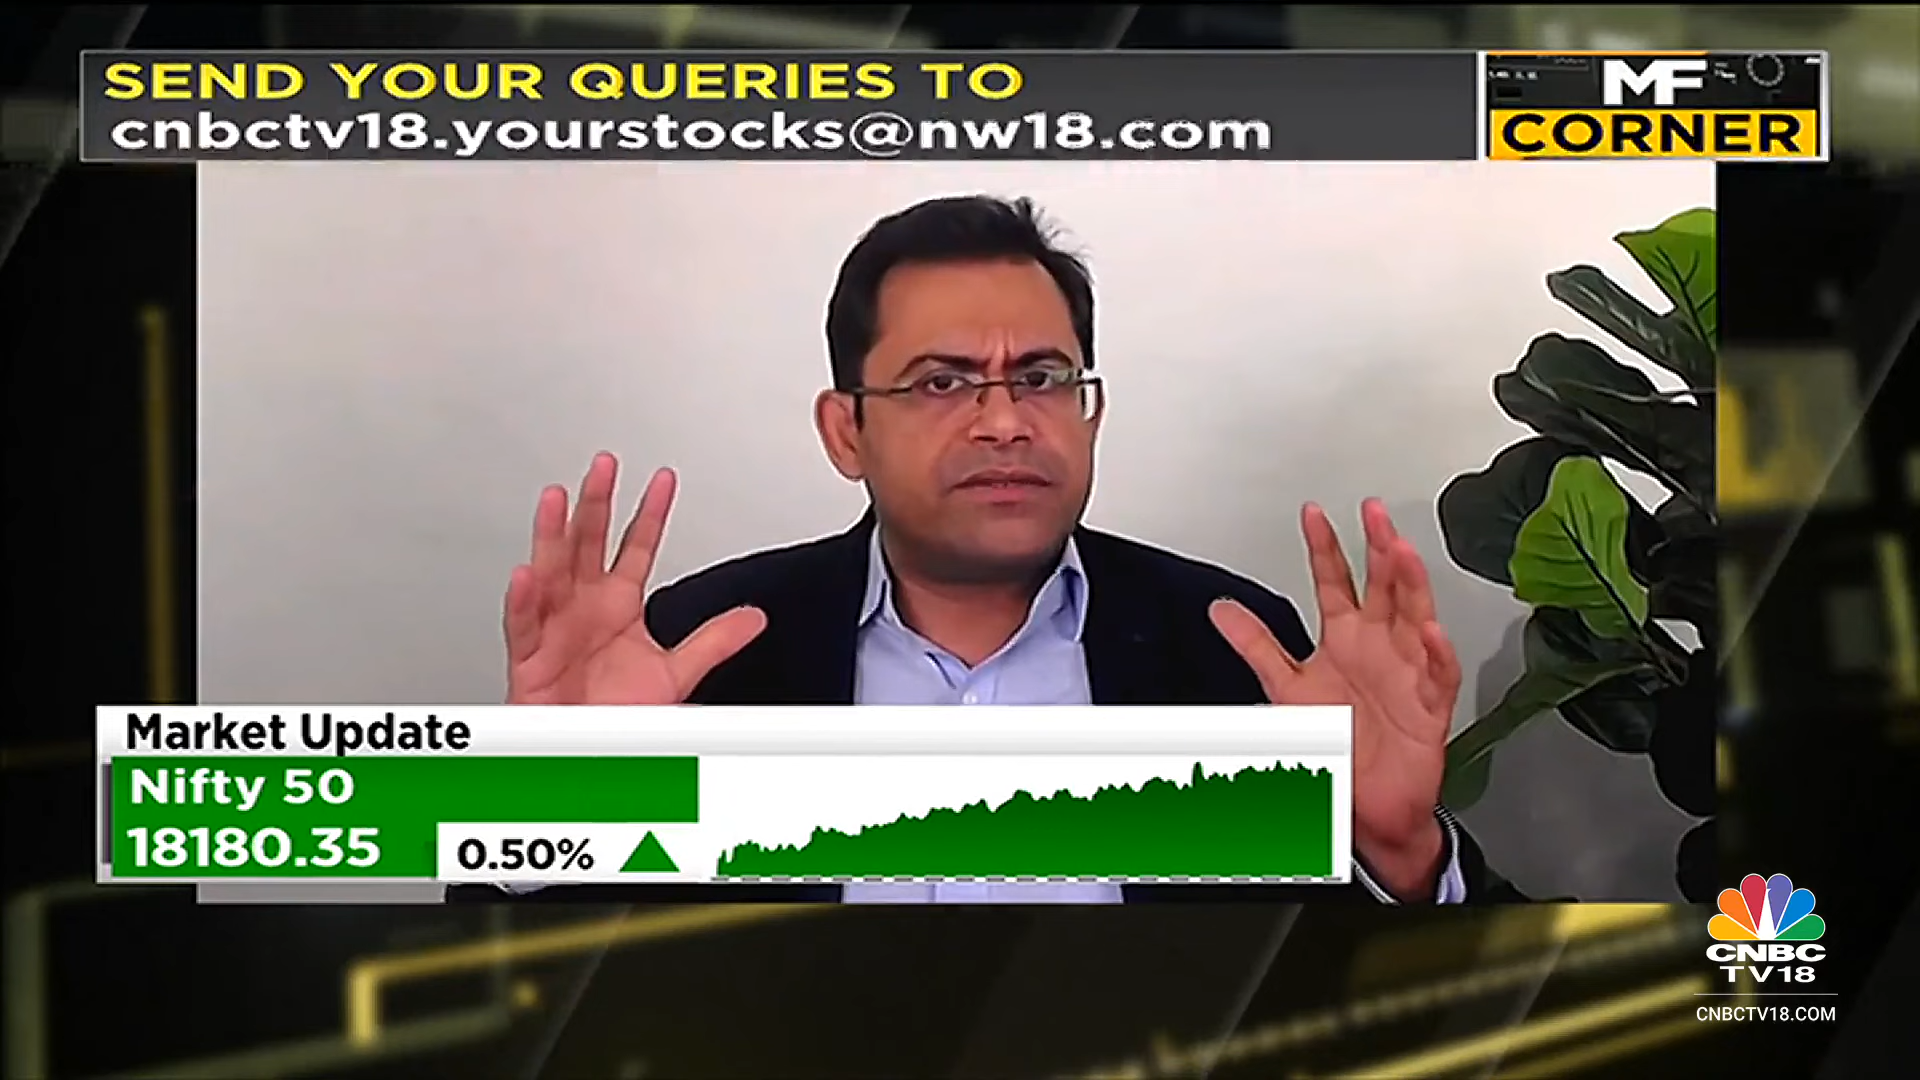 SEND YOUR QUERIES TO
cnbctv18.yourstocks@nw18.com
MF
CORNER
Market Update
Nifty 50
18180.35
0.50%
CNBC
TV18
CNBCTV18.COM